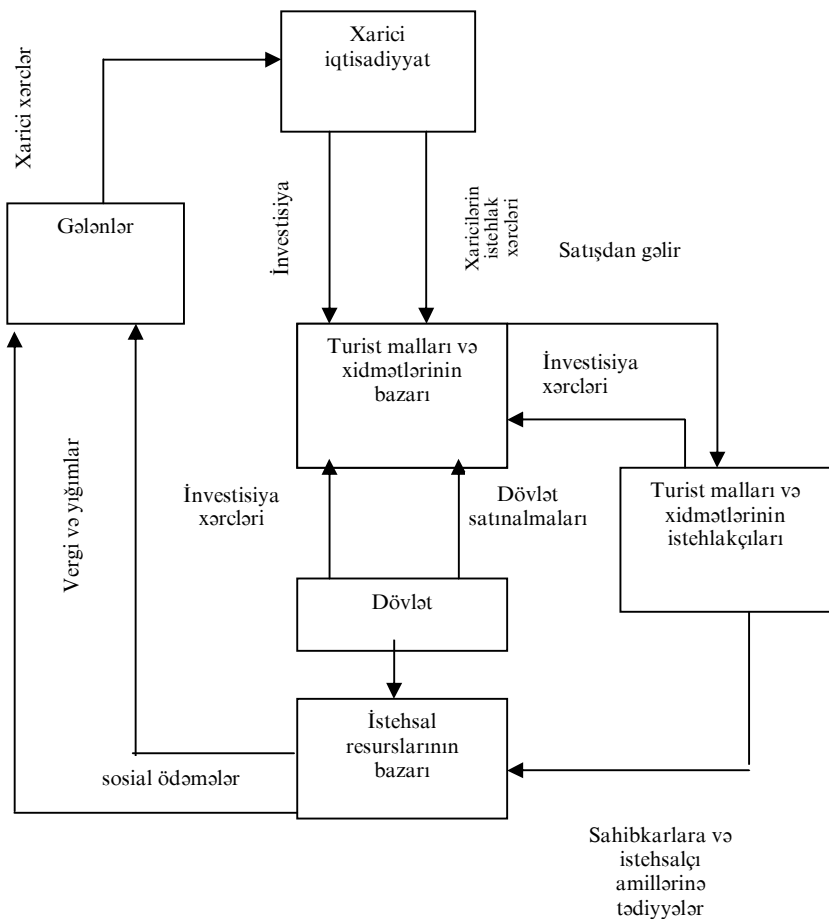 Xarici
iqtisadiyyat
Xarici xərclər
Gələnlər
İnvestisiya
Xaricilərin
istehlak
xərcləri
Satışdan gəlir
Turist malları və
xidmətlərinin
bazarı
İnvestisiya
xərcləri
Vergi və yığımlar
İnvestisiya
xərcləri
Dövlət
satınalmaları
Turist malları və
xidmətlərinin
istehlakçıları
Dövlət
İstehsal
resurslarının
bazarı
sosial ödəmələr
Sahibkarlara və
istehsalçı
amillərinə
tədiyyələr